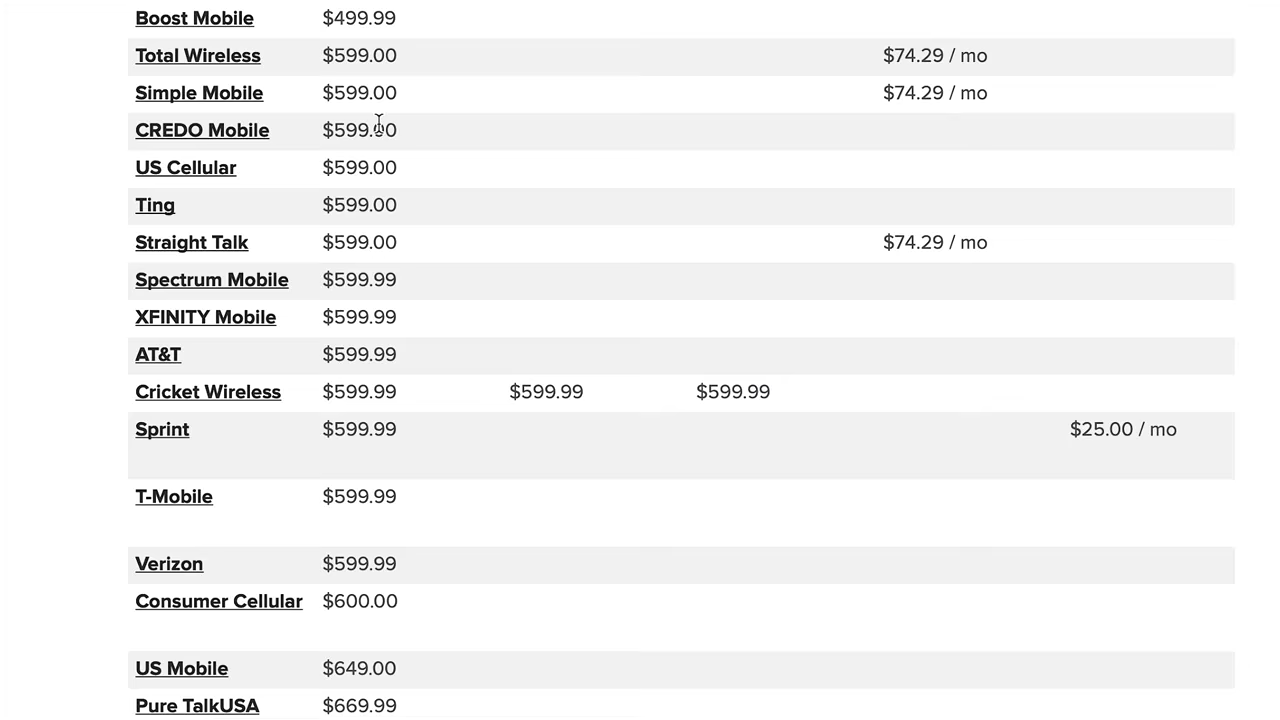 Boost Mobile $499.99
Total Wireless $599.00 $74.29 / mo
Simple Mobile $599.00 $74.29 / mo
CREDO Mobile $599.00
US Cellular $599.00
Ting $599.00
Straight Talk $599.00 $74.29 / mo
Spectrum Mobile $599.99
XFINITY Mobile $599.99
AT&T $599.99
Cricket Wireless $599.99 $599.99 $599.99
Sprint $599.99 $25.00 / mo
T-Mobile $599.99
Verizon $599.99
Consumer Cellular $600.00
US Mobile $649.00
Pure TalkUSA $669.99